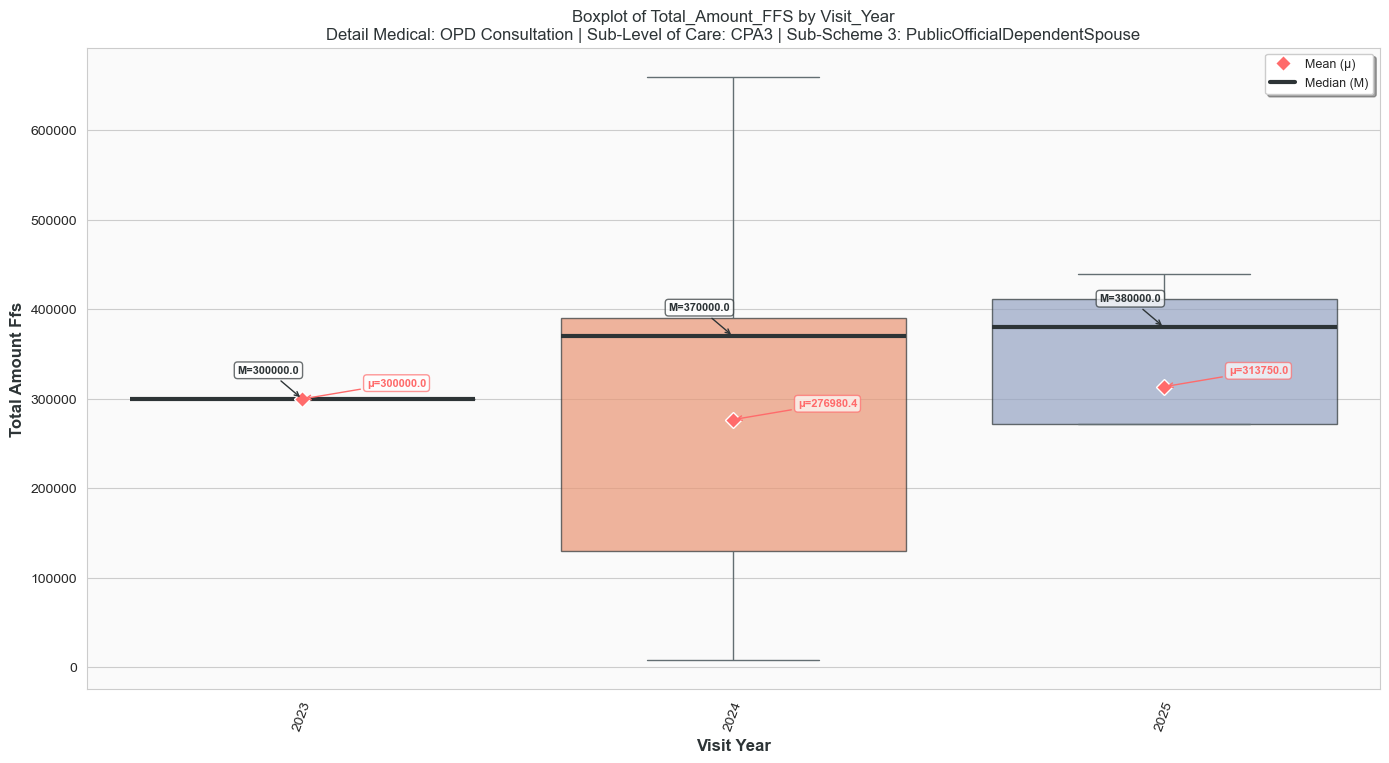 Boxplot of Total_Amount_FFS by Visit_Year
Detail Medical: OPD Consultation | Sub-Level of Care: CPA3 | Sub-Scheme 3: PublicOfficialDependentSpouse
Mean (μ)
Median (M)
Total Amount Ffs
600000
500000
400000
300000
200000
100000
0
M=300000.0
μ=300000.0
M=370000.0
μ=276980.4
M=380000.0
μ=313750.0
2023
2024
2025
Visit Year